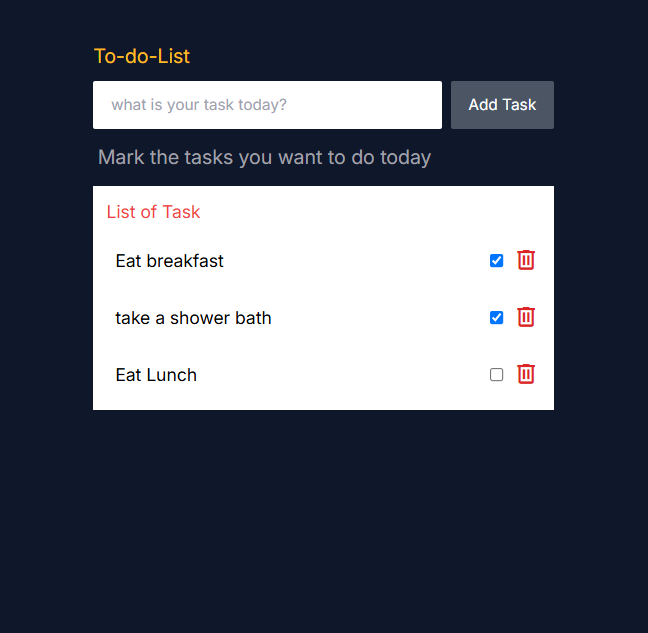 To-do-List
what is your task today?
Add Task
Mark the tasks you want to do today
List of Task
Eat breakfast
take a shower bath
Eat Lunch